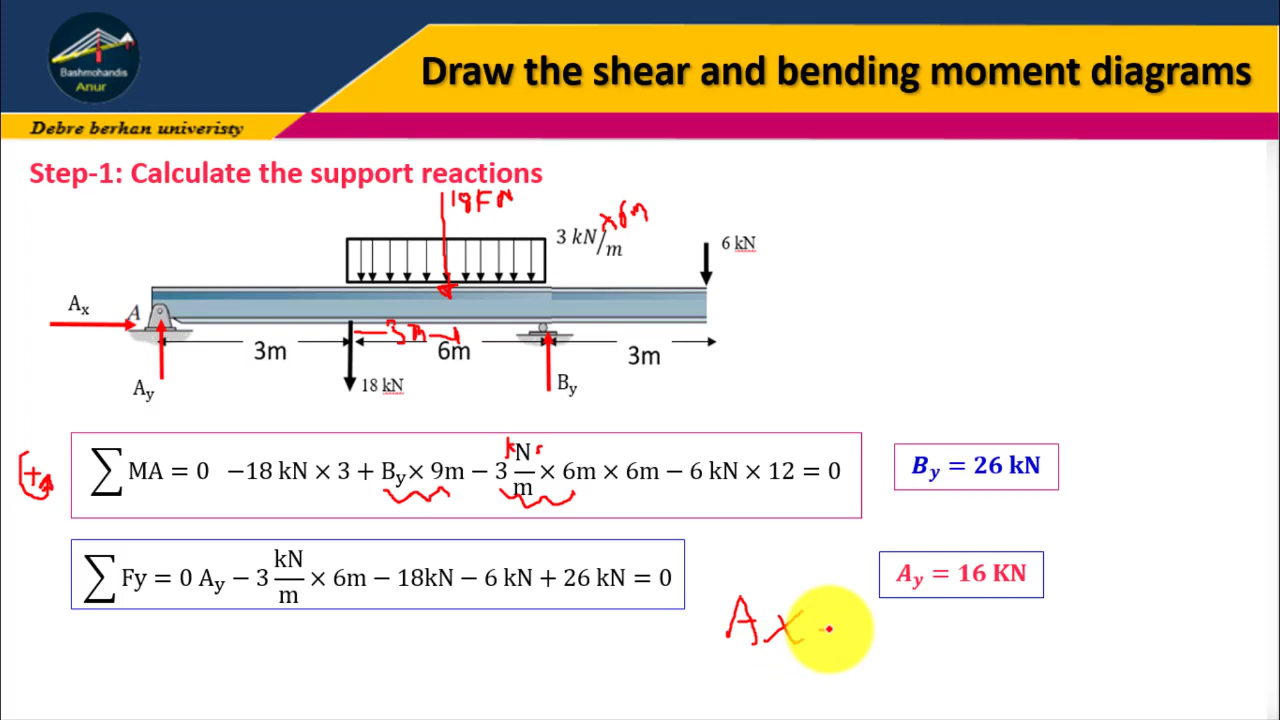 Bashmohandis
Anur
Draw the shear and bending moment diagrams
Debre berhan univeristy
Step-1: Calculate the support reactions
18FN
3 kN/m ×6m
6 kN
Ax
A
3m
3m
6m
3m
Ay
18 kN
By
+
∑ MA = 0 −18 kN × 3 + By× 9m − 3 kN/m × 6m × 6m − 6 kN × 12 = 0
By = 26 kN
∑ Fy = 0 Ay − 3 kN/m × 6m − 18kN − 6 kN + 26 kN = 0
Ay = 16 KN
Ax -